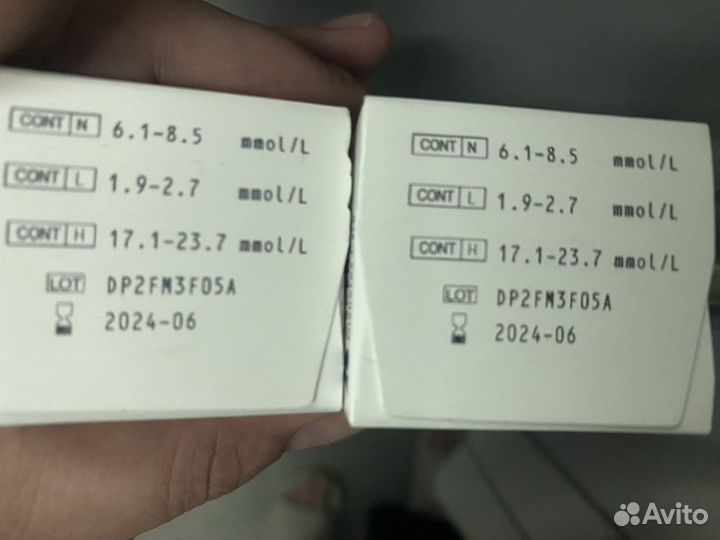 CONT N 6.1-8.5 mmol/L
CONT L 1.9-2.7 mmol/L
CONT H 17.1-23.7 mmol/L
LOT DP2FM3F05A
2024-06
CONT N 6.1-8.5 mmol/L
CONT L 1.9-2.7 mmol/L
CONT H 17.1-23.7 mmol/L
LOT DP2FM3F05A
2024-06
Avito